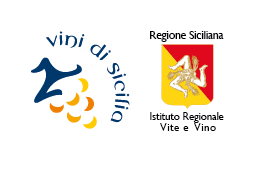 vini di sicilia
Regione Siciliana
Istituto Regionale
Vite e Vino